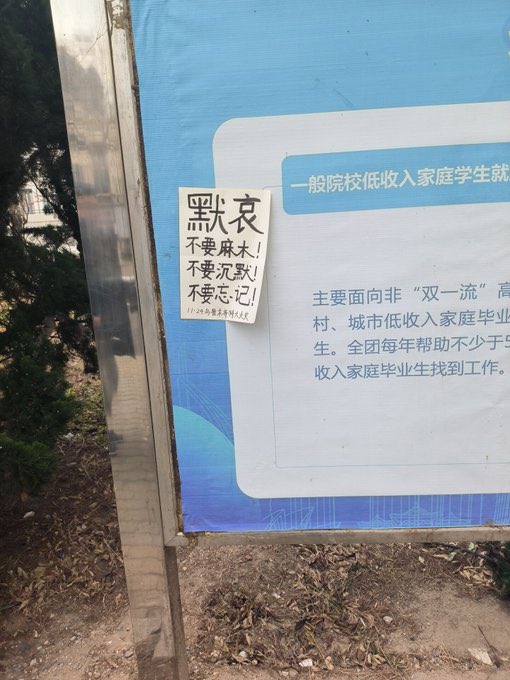 默哀
不要麻木！
不要沉默！
不要忘记！
11·24乌鲁木齐特大火灾
一般院校低收入家庭学生就
主要面向非“双一流”高
村、城市低收入家庭毕业
生。全团每年帮助不少于5
收入家庭毕业生找到工作。